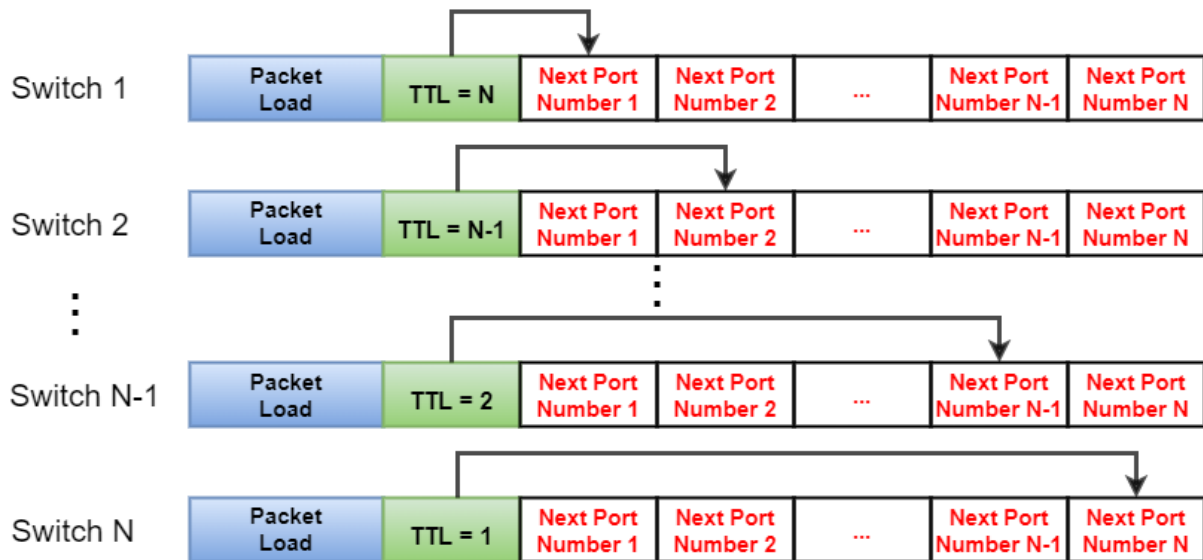 Switch 1
Packet Load
TTL = N
Next Port Number 1
Next Port Number 2
...
Next Port Number N-1
Next Port Number N
Switch 2
Packet Load
TTL = N-1
Next Port Number 1
Next Port Number 2
...
Next Port Number N-1
Next Port Number N
Switch N-1
Packet Load
TTL = 2
Next Port Number 1
Next Port Number 2
...
Next Port Number N-1
Next Port Number N
Switch N
Packet Load
TTL = 1
Next Port Number 1
Next Port Number 2
...
Next Port Number N-1
Next Port Number N